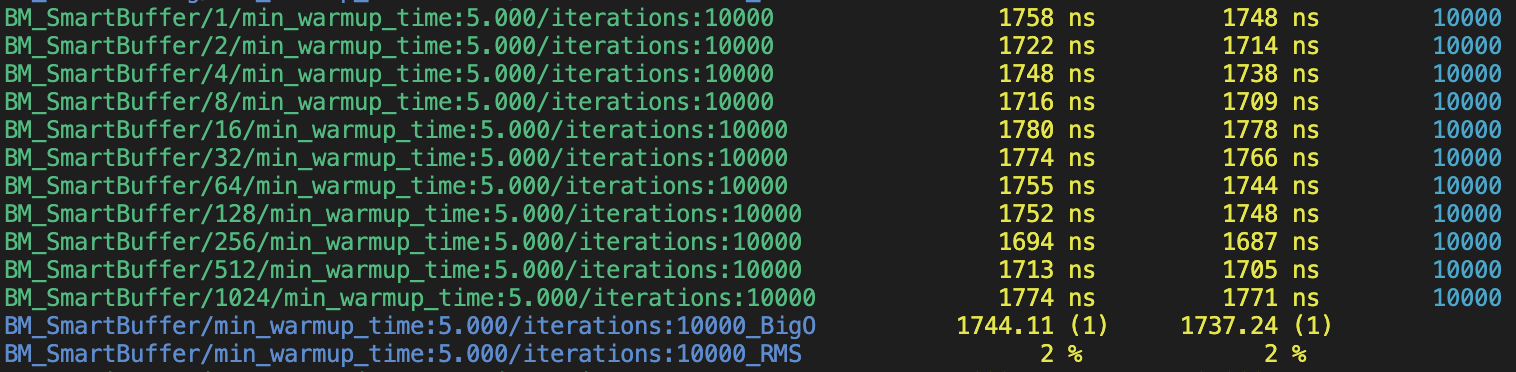 BM_SmartBuffer/1/min_warmup_time:5.000/iterations:10000 1758 ns 1748 ns 10000
BM_SmartBuffer/2/min_warmup_time:5.000/iterations:10000 1722 ns 1714 ns 10000
BM_SmartBuffer/4/min_warmup_time:5.000/iterations:10000 1748 ns 1738 ns 10000
BM_SmartBuffer/8/min_warmup_time:5.000/iterations:10000 1716 ns 1709 ns 10000
BM_SmartBuffer/16/min_warmup_time:5.000/iterations:10000 1780 ns 1778 ns 10000
BM_SmartBuffer/32/min_warmup_time:5.000/iterations:10000 1774 ns 1766 ns 10000
BM_SmartBuffer/64/min_warmup_time:5.000/iterations:10000 1755 ns 1744 ns 10000
BM_SmartBuffer/128/min_warmup_time:5.000/iterations:10000 1752 ns 1748 ns 10000
BM_SmartBuffer/256/min_warmup_time:5.000/iterations:10000 1694 ns 1687 ns 10000
BM_SmartBuffer/512/min_warmup_time:5.000/iterations:10000 1713 ns 1705 ns 10000
BM_SmartBuffer/1024/min_warmup_time:5.000/iterations:10000 1774 ns 1771 ns 10000
BM_SmartBuffer/min_warmup_time:5.000/iterations:10000_BigO 1744.11 (1) 1737.24 (1)
BM_SmartBuffer/min_warmup_time:5.000/iterations:10000_RMS 2 % 2 %